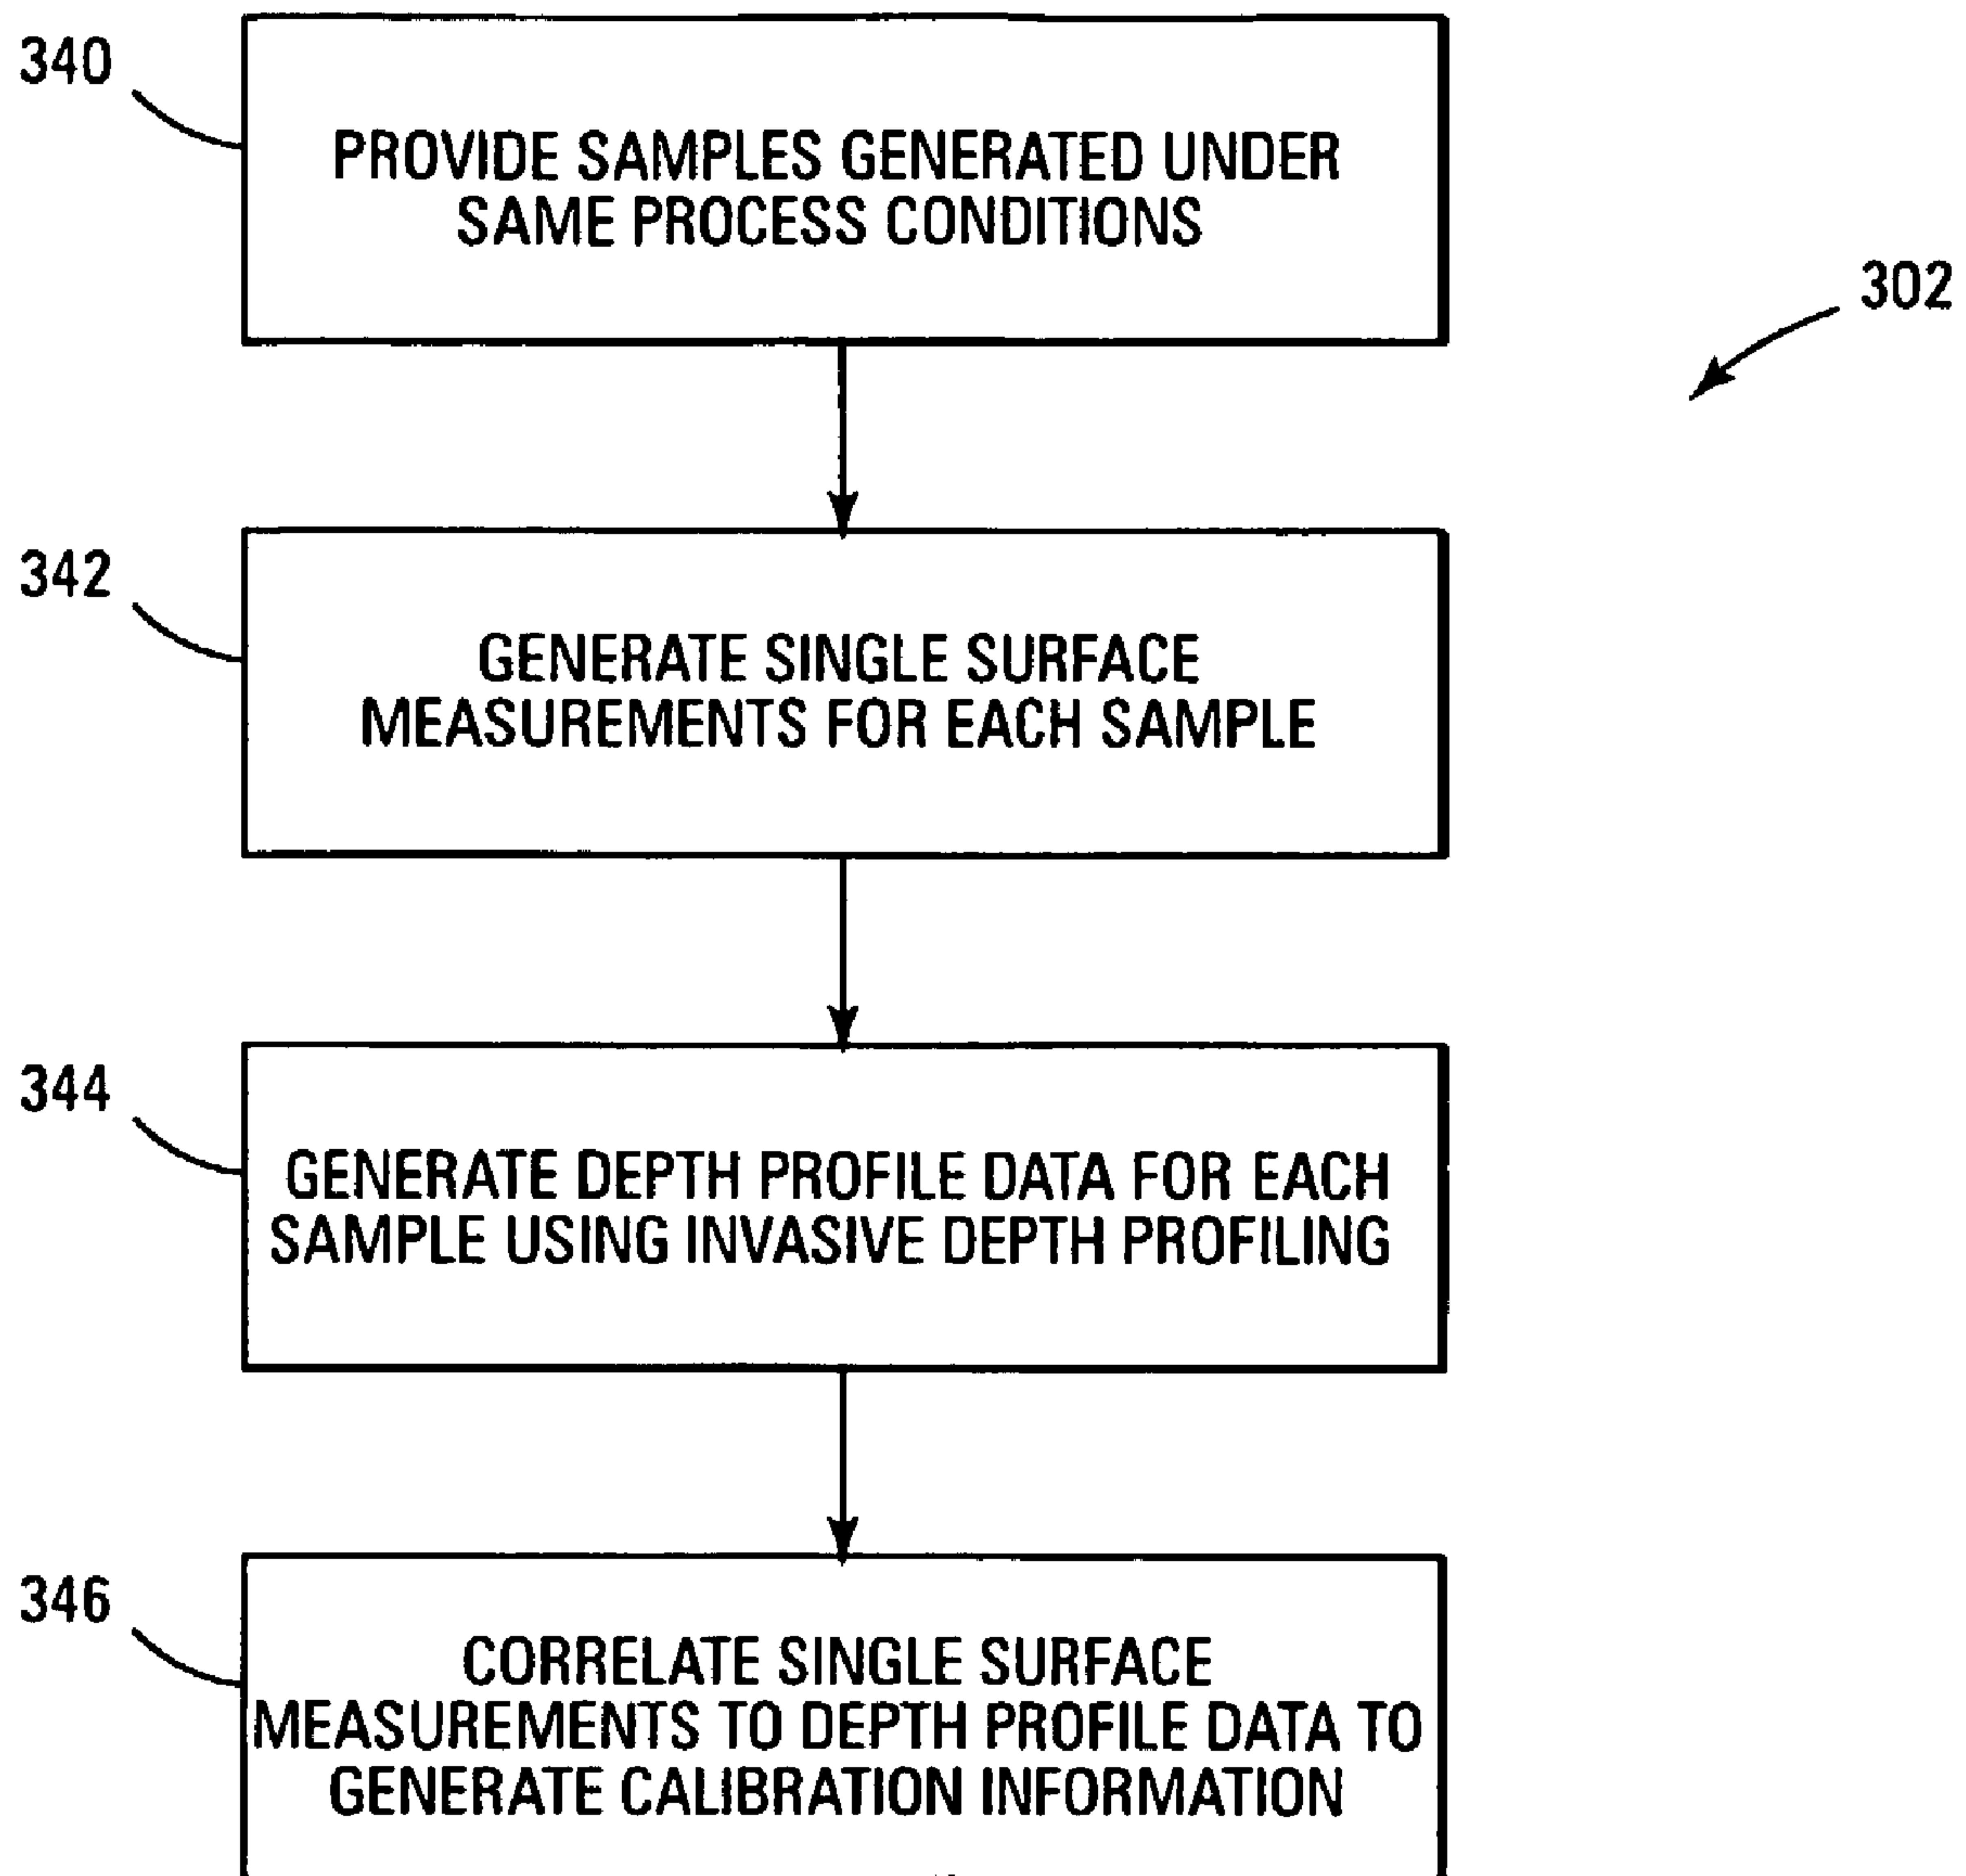 340
PROVIDE SAMPLES GENERATED UNDER
SAME PROCESS CONDITIONS
302
342
GENERATE SINGLE SURFACE
MEASUREMENTS FOR EACH SAMPLE
344
GENERATE DEPTH PROFILE DATA FOR EACH
SAMPLE USING INVASIVE DEPTH PROFILING
346
CORRELATE SINGLE SURFACE
MEASUREMENTS TO DEPTH PROFILE DATA TO
GENERATE CALIBRATION INFORMATION